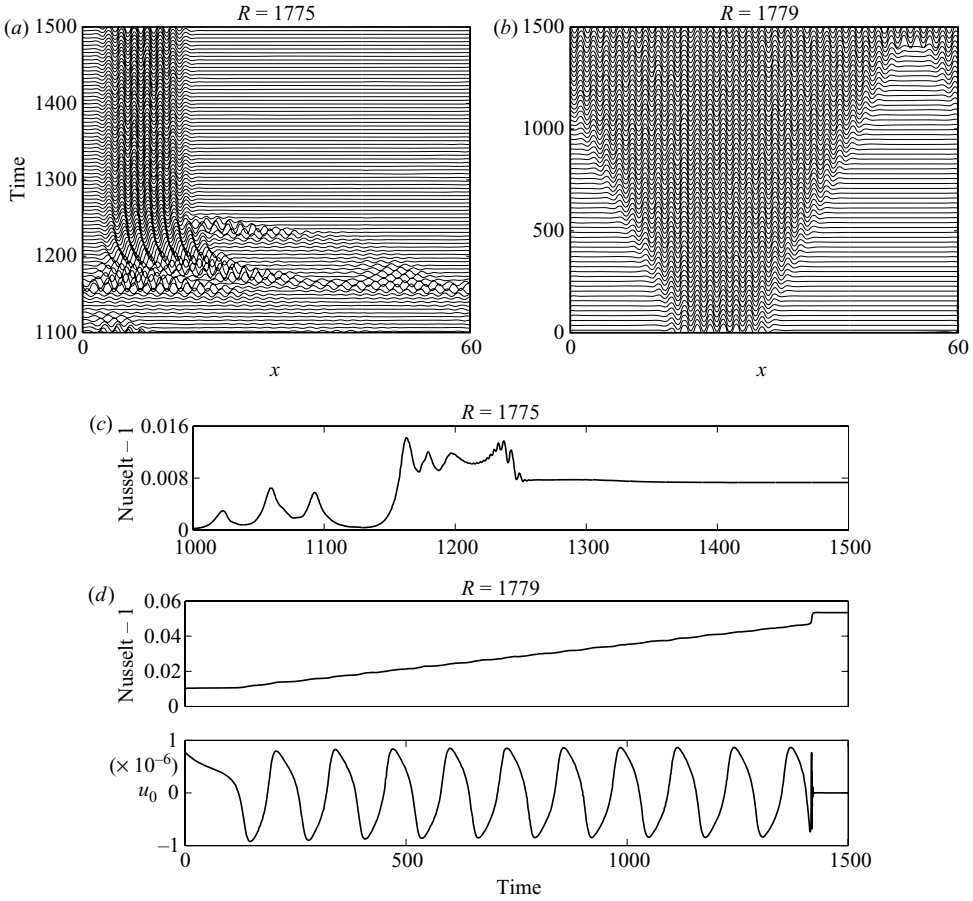 (a)
R = 1775
1500
1400
1300
1200
1100
Time
0
60
x
(b)
R = 1779
1500
1000
500
0
0
60
x
(c)
R = 1775
Nusselt – 1
0.016
0.008
0
1000
1100
1200
1300
1400
1500
(d)
R = 1779
Nusselt – 1
0.06
0.04
0.02
0
1
(× 10⁻⁶)
u₀ 0
–1
0
500
1000
1500
Time